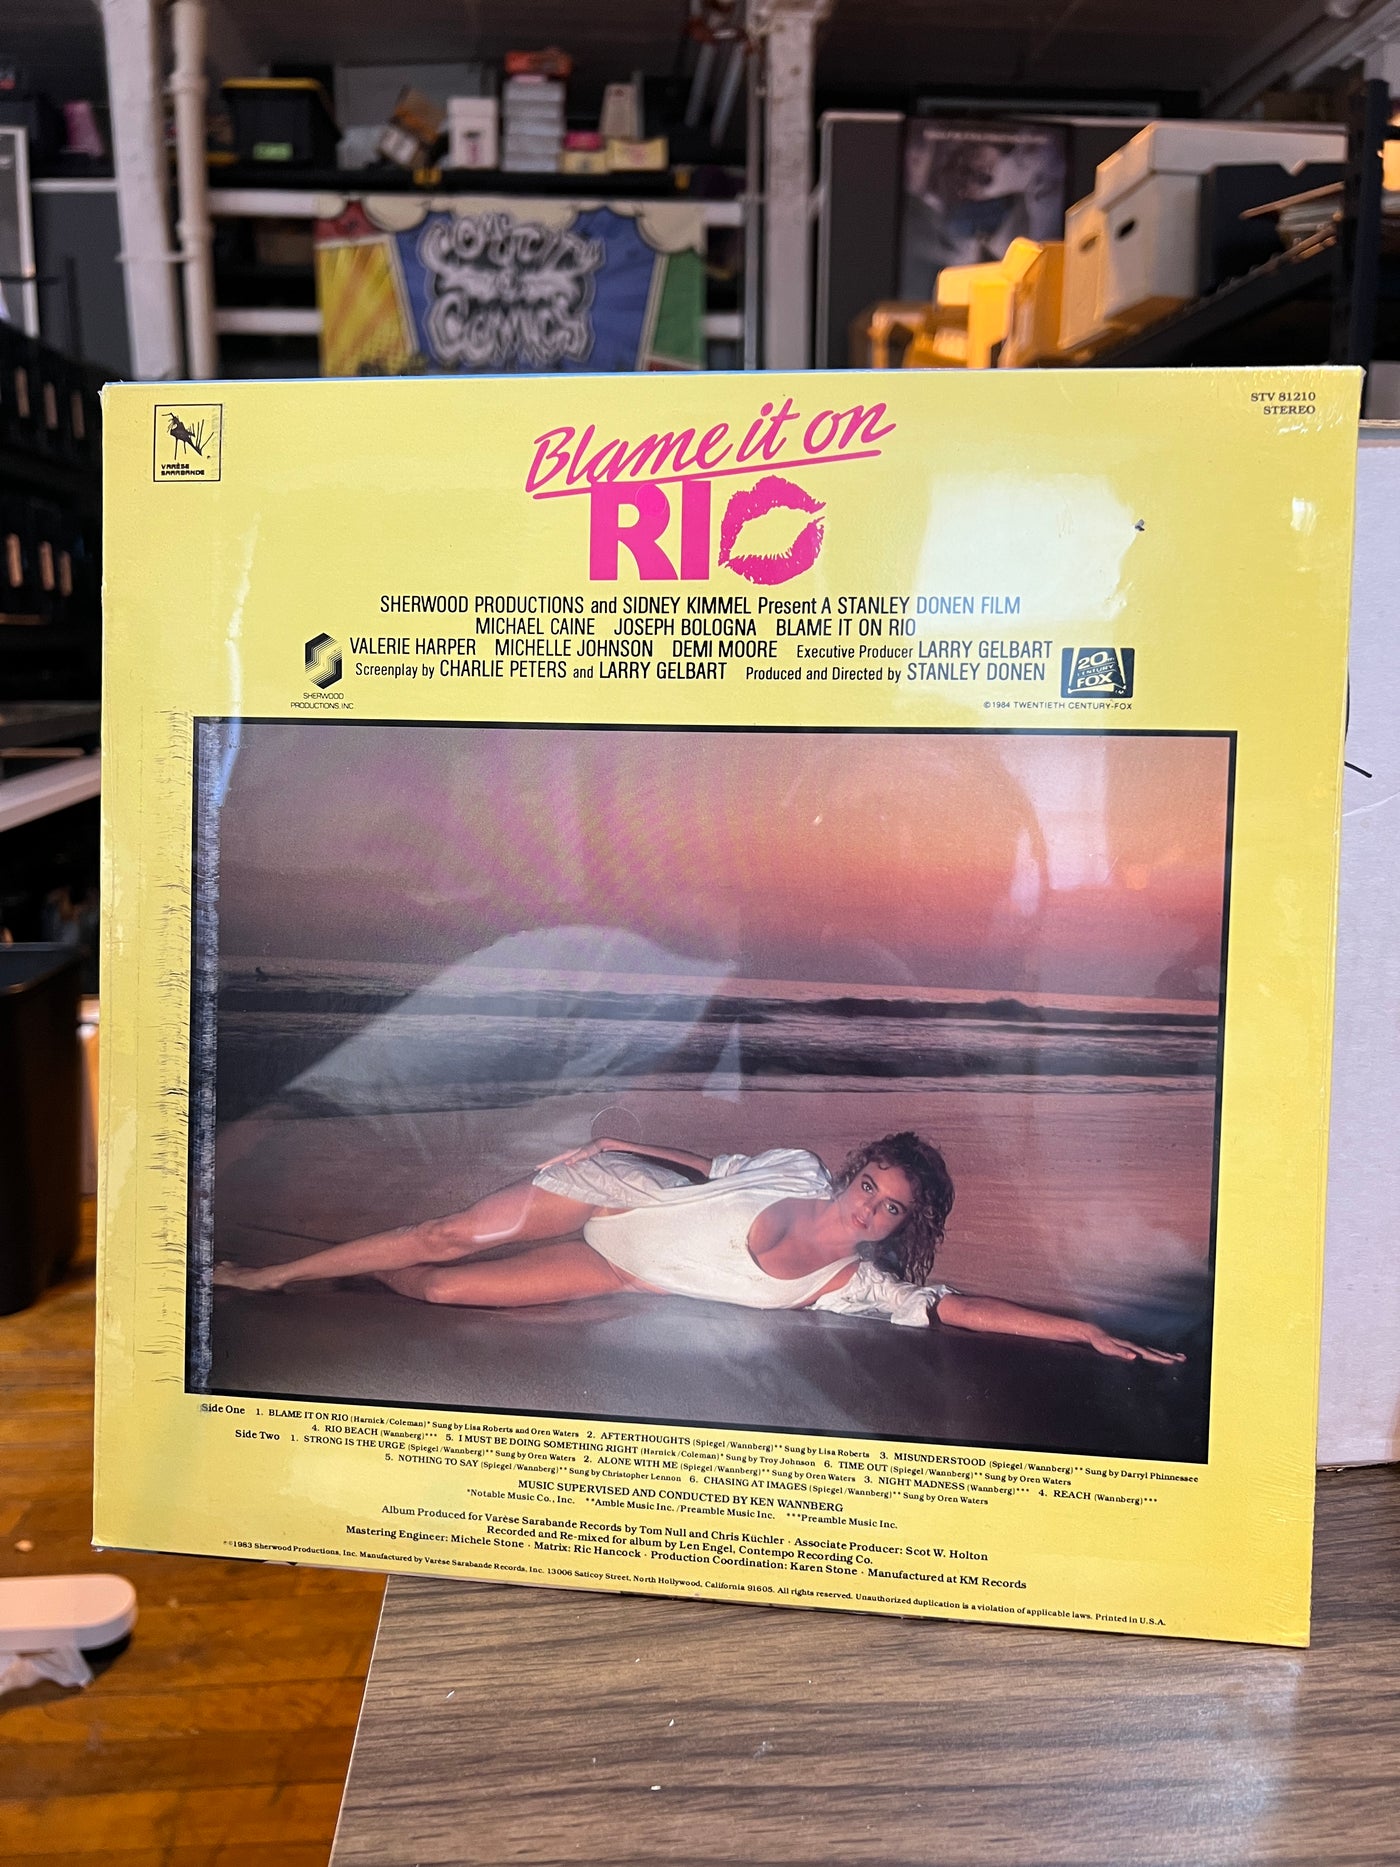 COMICS
VARÈSE
SARABANDE
STV 81210
STEREO
Blame it on
RIO
SHERWOOD PRODUCTIONS and SIDNEY KIMMEL Present A STANLEY DONEN FILM
MICHAEL CAINE JOSEPH BOLOGNA BLAME IT ON RIO
VALERIE HARPER MICHELLE JOHNSON DEMI MOORE Executive Producer LARRY GELBART
Screenplay by CHARLIE PETERS and LARRY GELBART Produced and Directed by STANLEY DONEN
SHERWOOD
PRODUCTIONS, INC
20th
CENTURY
FOX
©1984 TWENTIETH CENTURY-FOX
Side One 1. BLAME IT ON RIO (Harnick/Coleman)* Sung by Lisa Roberts and Oren Waters 2. AFTERTHOUGHTS (Spiegel/Wannberg)** Sung by Lisa Roberts 3. MISUNDERSTOOD (Spiegel/Wannberg)** Sung by Darryl Phinnessee
4. RIO BEACH (Wannberg)*** 5. I MUST BE DOING SOMETHING RIGHT (Harnick/Coleman)* Sung by Troy Johnson 6. TIME OUT (Spiegel/Wannberg)** Sung by Oren Waters
Side Two 1. STRONG IS THE URGE (Spiegel/Wannberg)** Sung by Oren Waters 2. ALONE WITH ME (Spiegel/Wannberg)** Sung by Oren Waters 3. NIGHT MADNESS (Wannberg)*** 4. REACH (Wannberg)***
5. NOTHING TO SAY (Spiegel/Wannberg)** Sung by Christopher Lennon 6. CHASING AT IMAGES (Spiegel/Wannberg)** Sung by Oren Waters
MUSIC SUPERVISED AND CONDUCTED BY KEN WANNBERG
*Notable Music Co., Inc. **Amble Music Inc./Preamble Music Inc. ***Preamble Music Inc.
Album Produced for Varèse Sarabande Records by Tom Null and Chris Küchler · Associate Producer: Scot W. Holton
Recorded and Re-mixed for album by Len Engel, Contempo Recording Co.
Mastering Engineer: Michele Stone · Matrix: Ric Hancock · Production Coordination: Karen Stone · Manufactured at KM Records
℗©1983 Sherwood Productions, Inc. Manufactured by Varèse Sarabande Records, Inc. 13006 Saticoy Street, North Hollywood, California 91605. All rights reserved. Unauthorized duplication is a violation of applicable laws. Printed in U.S.A.